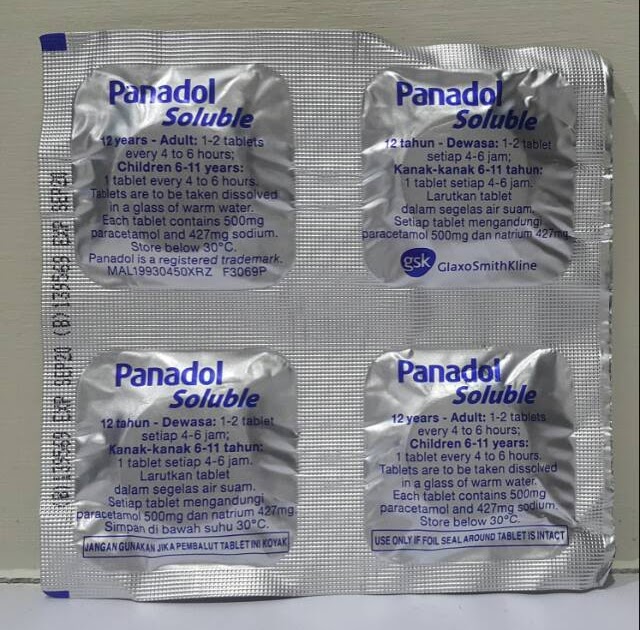 Panadol
Soluble
12 years - Adult: 1-2 tablets
every 4 to 6 hours;
Children 6-11 years:
1 tablet every 4 to 6 hours.
Tablets are to be taken dissolved
in a glass of warm water.
Each tablet contains 500mg
paracetamol and 427mg sodium.
Store below 30°C.
Panadol is a registered trademark.
MAL19930450XRZ F3069P
Panadol
Soluble
12 tahun - Dewasa: 1-2 tablet
setiap 4-6 jam;
Kanak-kanak 6-11 tahun:
1 tablet setiap 4-6 jam.
Larutkan tablet
dalam segelas air suam.
Setiap tablet mengandungi
paracetamol 500mg dan natrium 427mg.
gsk GlaxoSmithKline
Panadol
Soluble
12 tahun - Dewasa: 1-2 tablet
setiap 4-6 jam;
Kanak-kanak 6-11 tahun:
1 tablet setiap 4-6 jam.
Larutkan tablet
dalam segelas air suam.
Setiap tablet mengandungi
paracetamol 500mg dan natrium 427mg
Simpan di bawah suhu 30°C.
JANGAN GUNAKAN JIKA PEMBALUT TABLET INI KOYAK
Panadol
Soluble
12 years - Adult: 1-2 tablets
every 4 to 6 hours;
Children 6-11 years:
1 tablet every 4 to 6 hours.
Tablets are to be taken dissolved
in a glass of warm water.
Each tablet contains 500mg
paracetamol and 427mg sodium.
Store below 30°C.
USE ONLY IF FOIL SEAL AROUND TABLET IS INTACT
EXP SEP20
(B) EXP SEP20